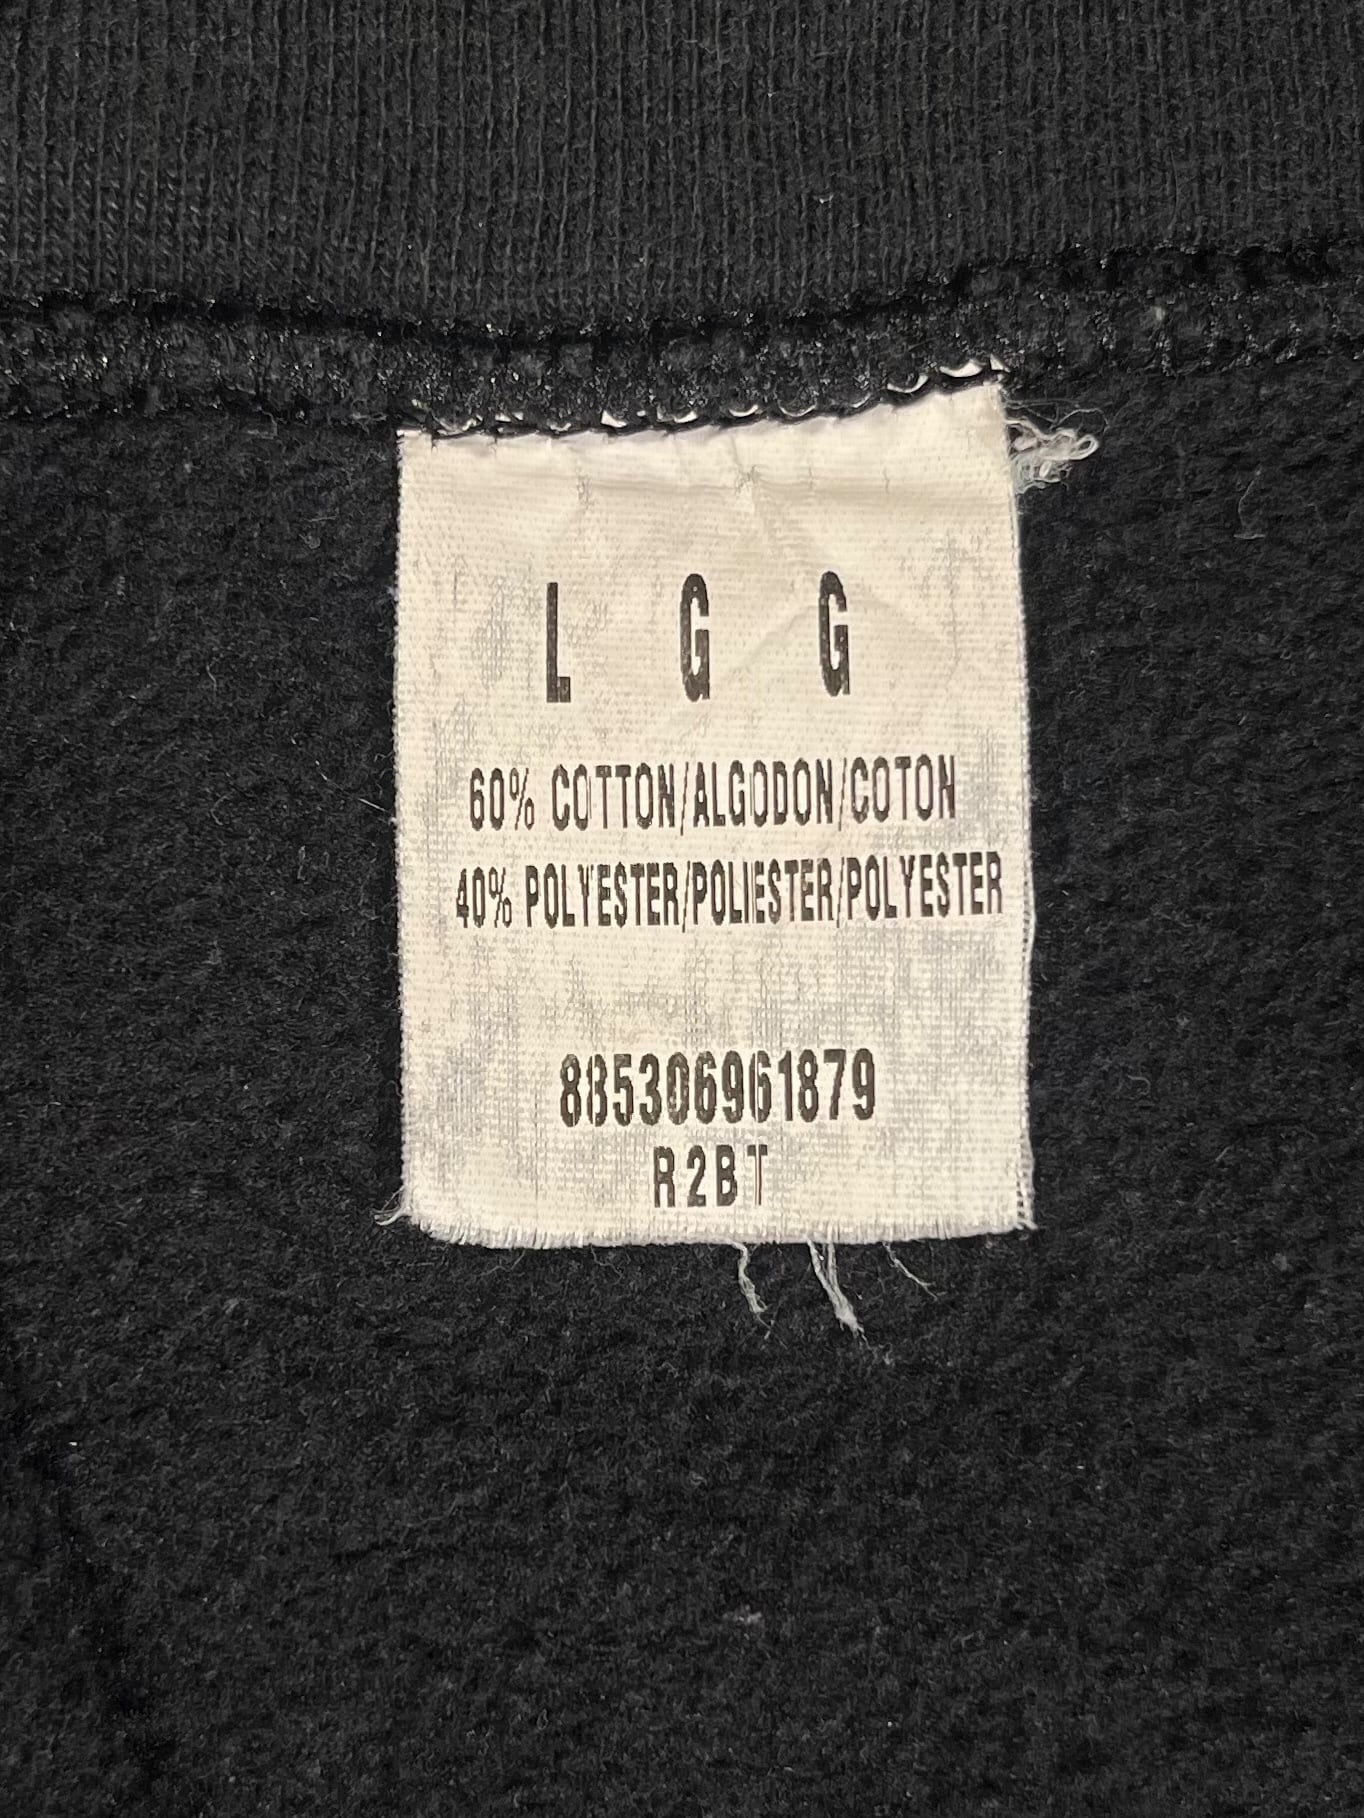 L G G
60% COTTON/ALGODON/COTON
40% POLYESTER/POLIESTER/POLYESTER
885306961879
R2BT